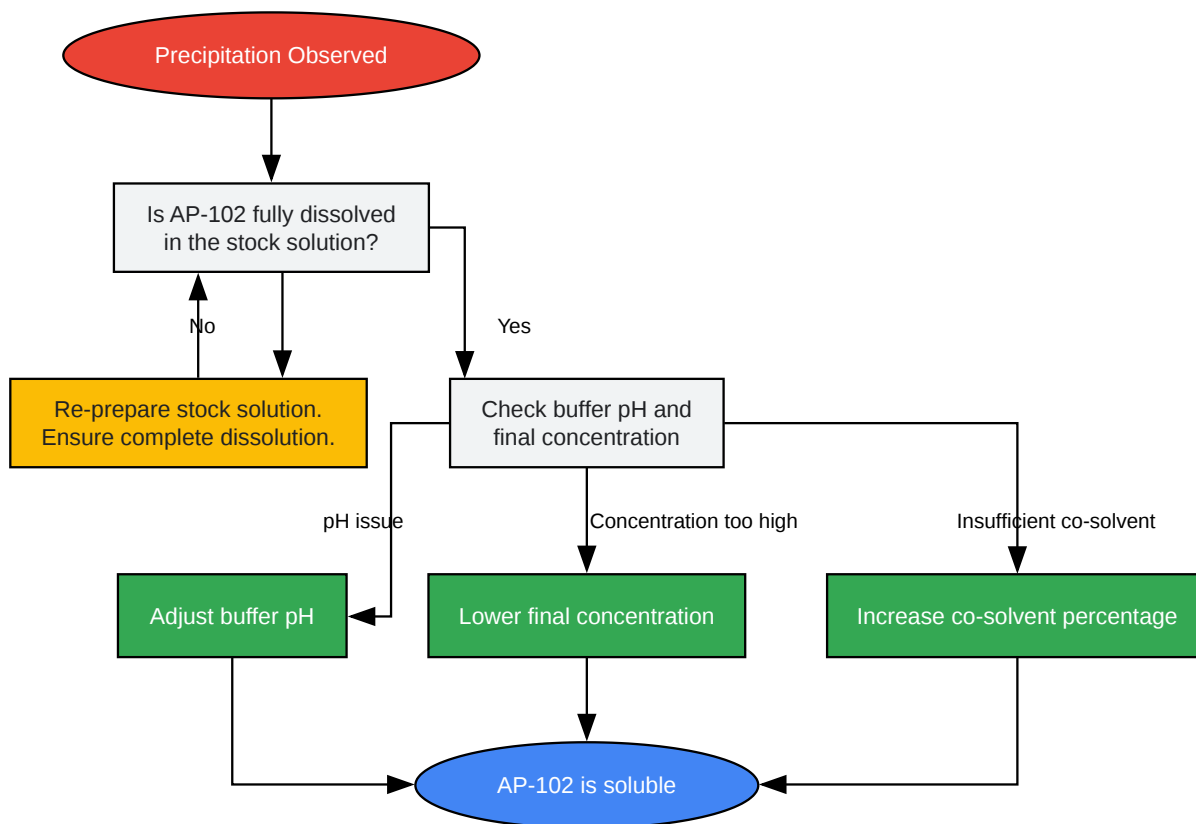 Precipitation Observed
Is AP-102 fully dissolved
in the stock solution?
No
Yes
Re-prepare stock solution.
Ensure complete dissolution.
Check buffer pH and
final concentration
pH issue
Concentration too high
Insufficient co-solvent
Adjust buffer pH
Lower final concentration
Increase co-solvent percentage
AP-102 is soluble